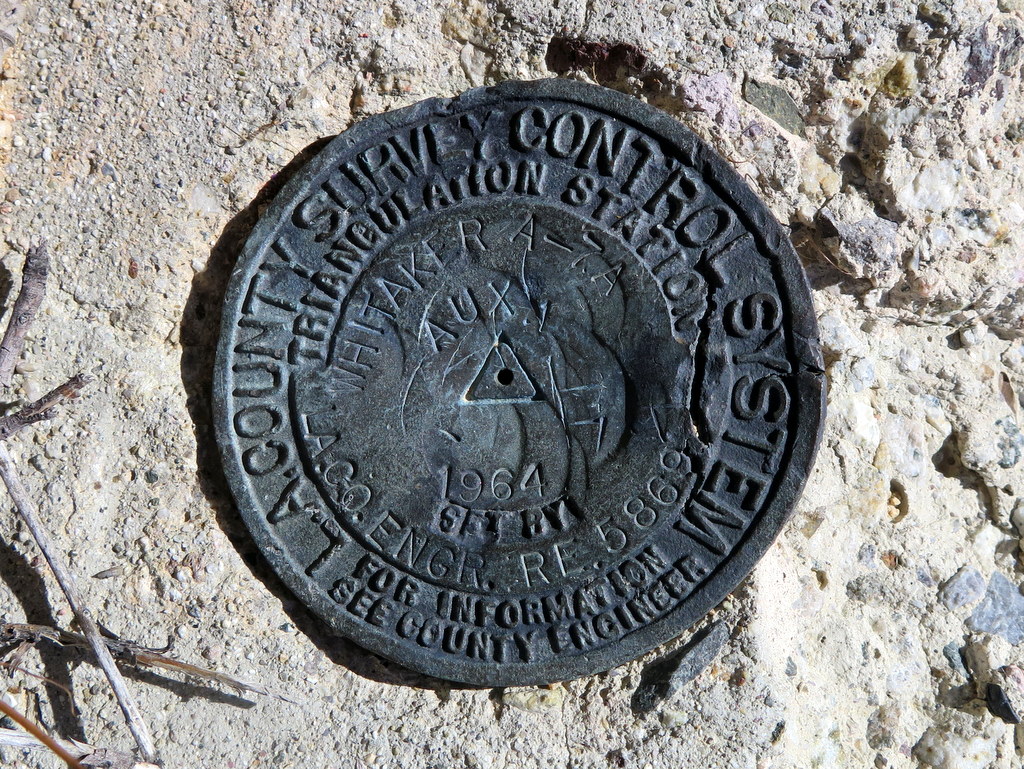 L.A. COUNTY SURVEY CONTROL SYSTEM
TRIANGULATION STATION
WHITAKER A-7A
AUX
1964
SET BY
L.A. CO. ENGR. RE. 5869
FOR INFORMATION
SEE COUNTY ENGINEER